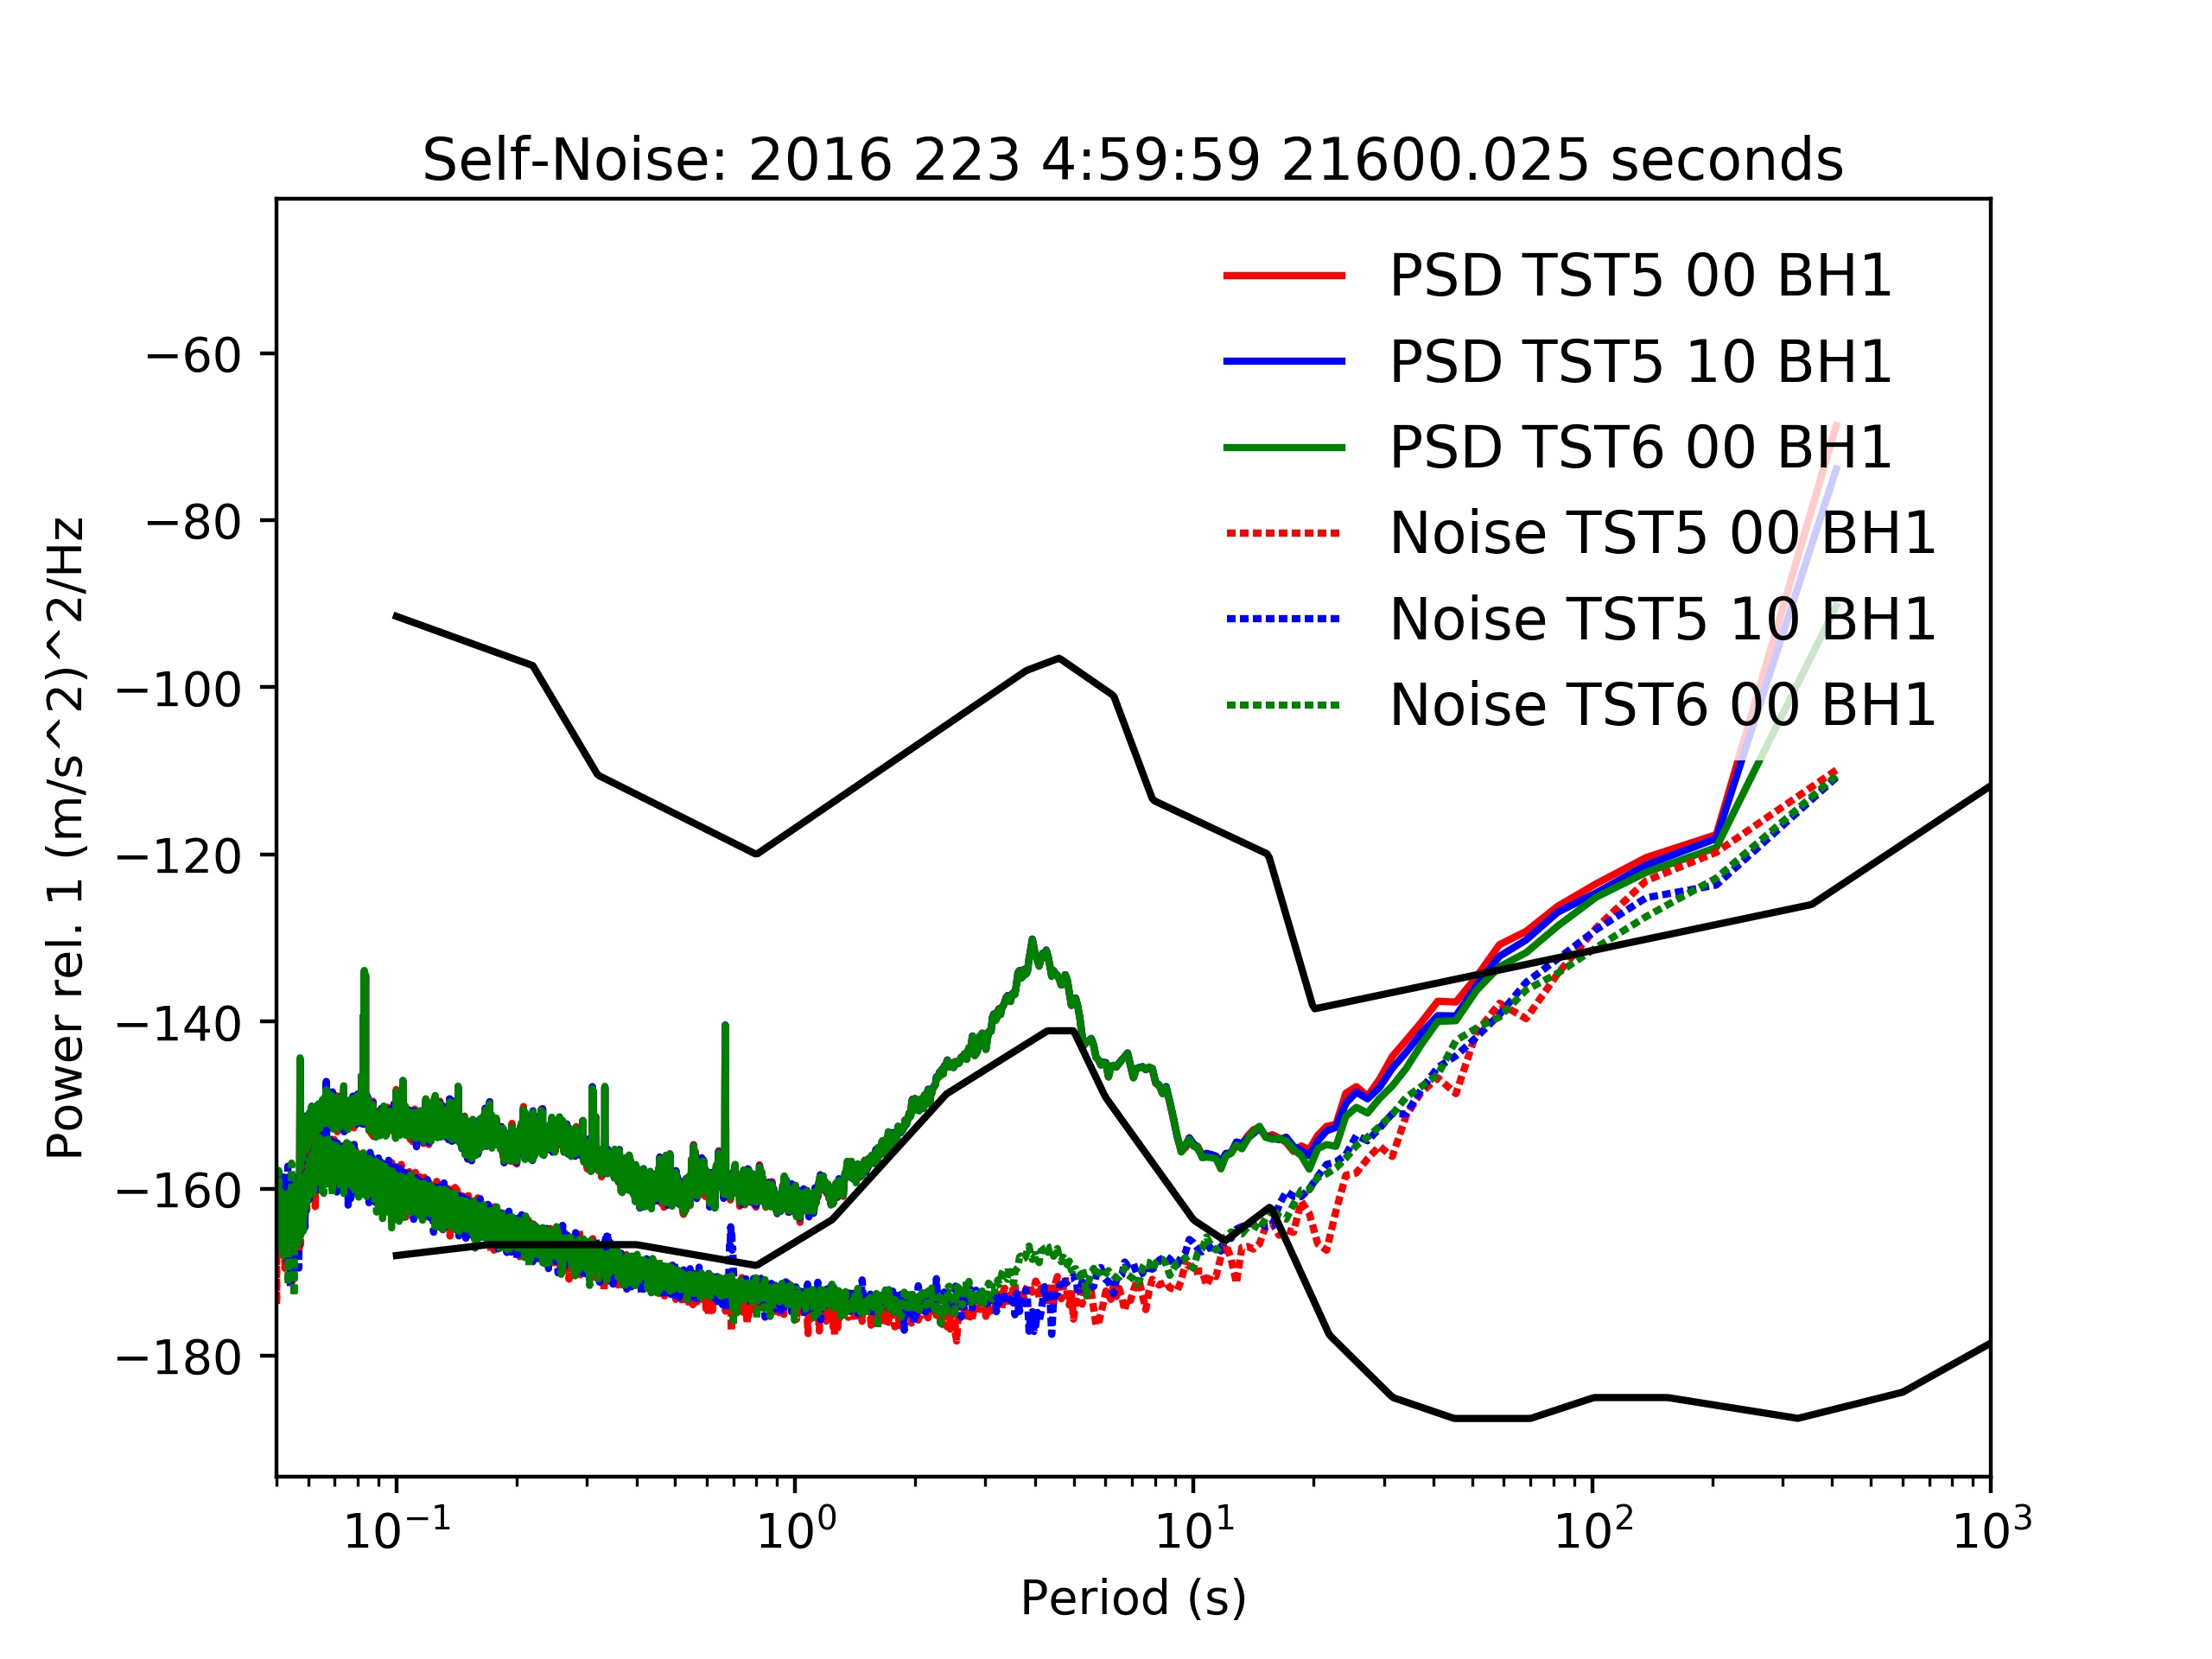 Self-Noise: 2016 223 4:59:59 21600.025 seconds
PSD TST5 00 BH1
PSD TST5 10 BH1
PSD TST6 00 BH1
Noise TST5 00 BH1
Noise TST5 10 BH1
Noise TST6 00 BH1
Power rel. 1 (m/s^2)^2/Hz
−60
−80
−100
−120
−140
−160
−180
10⁻¹ 10⁰ 10¹ 10² 10³
Period (s)